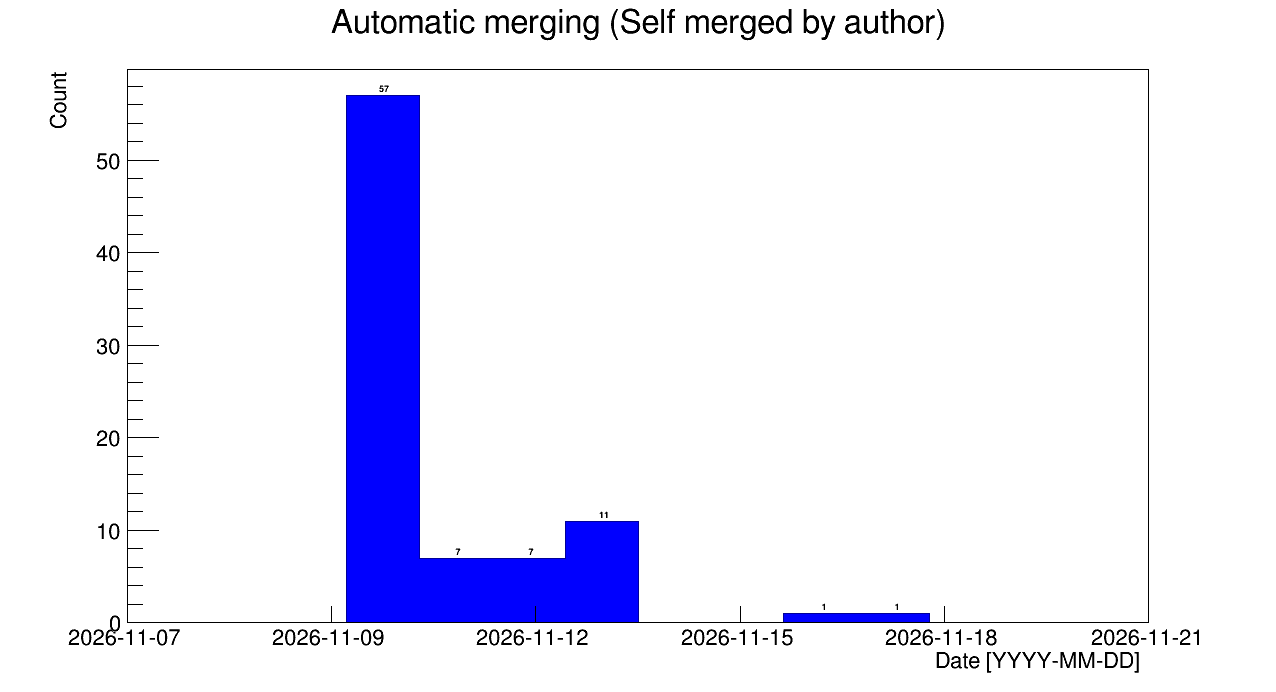 Automatic merging (Self merged by author)
Count
57
50
40
30
20
11
10
7 7
1 1
0
2026-11-07 2026-11-09 2026-11-12 2026-11-15 2026-11-18 2026-11-21
Date [YYYY-MM-DD]